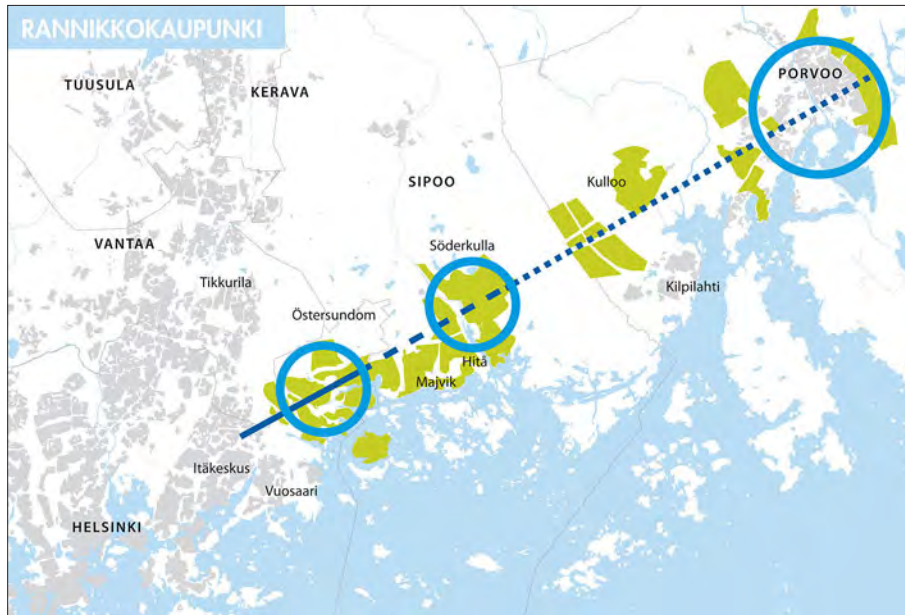 RANNIKKOKAUPUNKI
TUUSULA
KERAVA
PORVOO
SIPOO
Kulloo
VANTAA
Söderkulla
Tikkurila
Kilpilahti
Östersundom
Hitå
Majvik
Itäkeskus
Vuosaari
HELSINKI